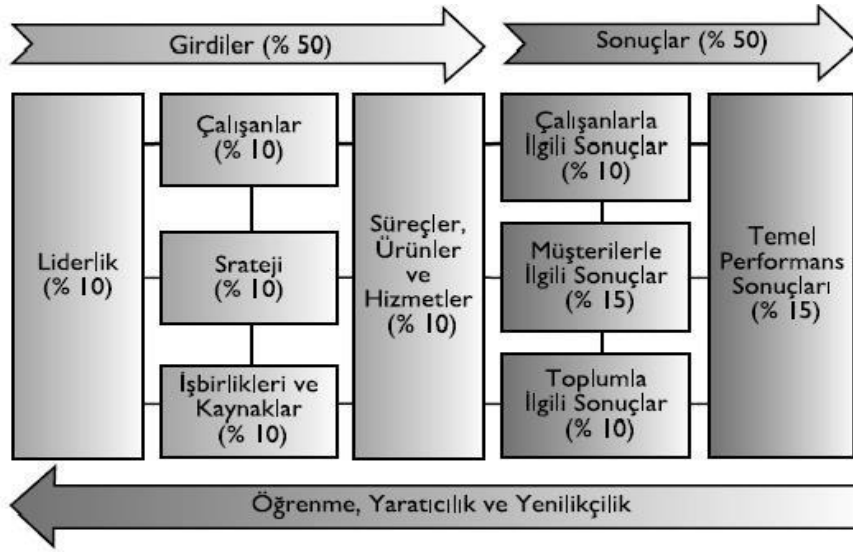 Girdiler (% 50)
Sonuçlar (% 50)
Liderlik
(% 10)
Çalışanlar
(% 10)
Srateji
(% 10)
İşbirlikleri ve
Kaynaklar
(% 10)
Süreçler,
Ürünler
ve
Hizmetler
(% 10)
Çalışanlarla
İlgili Sonuçlar
(% 10)
Müşterilerle
İlgili Sonuçlar
(% 15)
Toplumla
İlgili Sonuçlar
(% 10)
Temel
Performans
Sonuçları
(% 15)
Öğrenme, Yaratıcılık ve Yenilikçilik